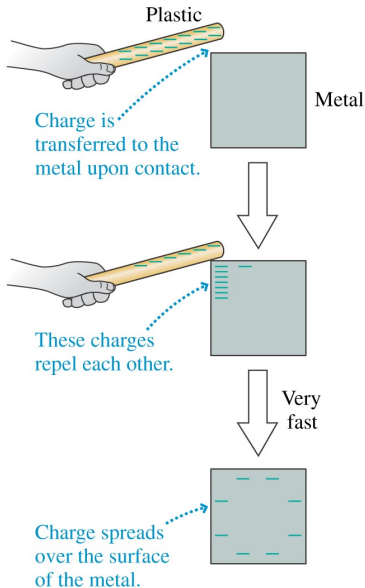 Plastic
Metal
Charge is
transferred to the
metal upon contact.
These charges
repel each other.
Very
fast
Charge spreads
over the surface
of the metal.